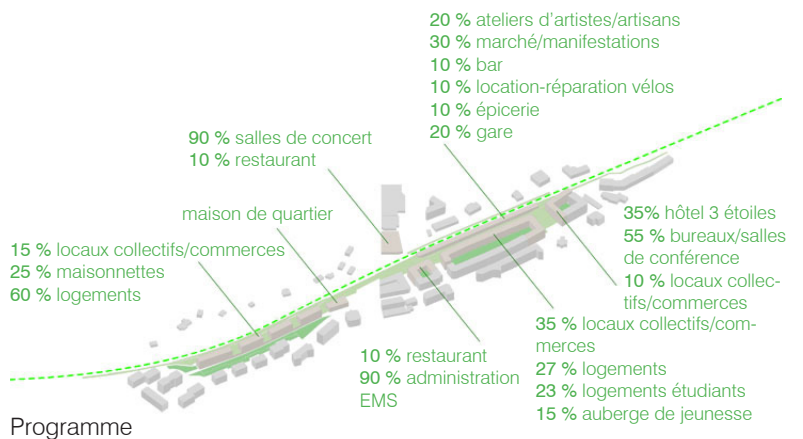 20 % ateliers d'artistes/artisans
30 % marché/manifestations
10 % bar
10 % location-réparation vélos
10 % épicerie
20 % gare
90 % salles de concert
10 % restaurant
maison de quartier
15 % locaux collectifs/commerces
25 % maisonnettes
60 % logements
35% hôtel 3 étoiles
55 % bureaux/salles
de conférence
10 % locaux collec-
tifs/commerces
35 % locaux collectifs/com-
merces
27 % logements
23 % logements étudiants
15 % auberge de jeunesse
10 % restaurant
90 % administration
EMS
Programme